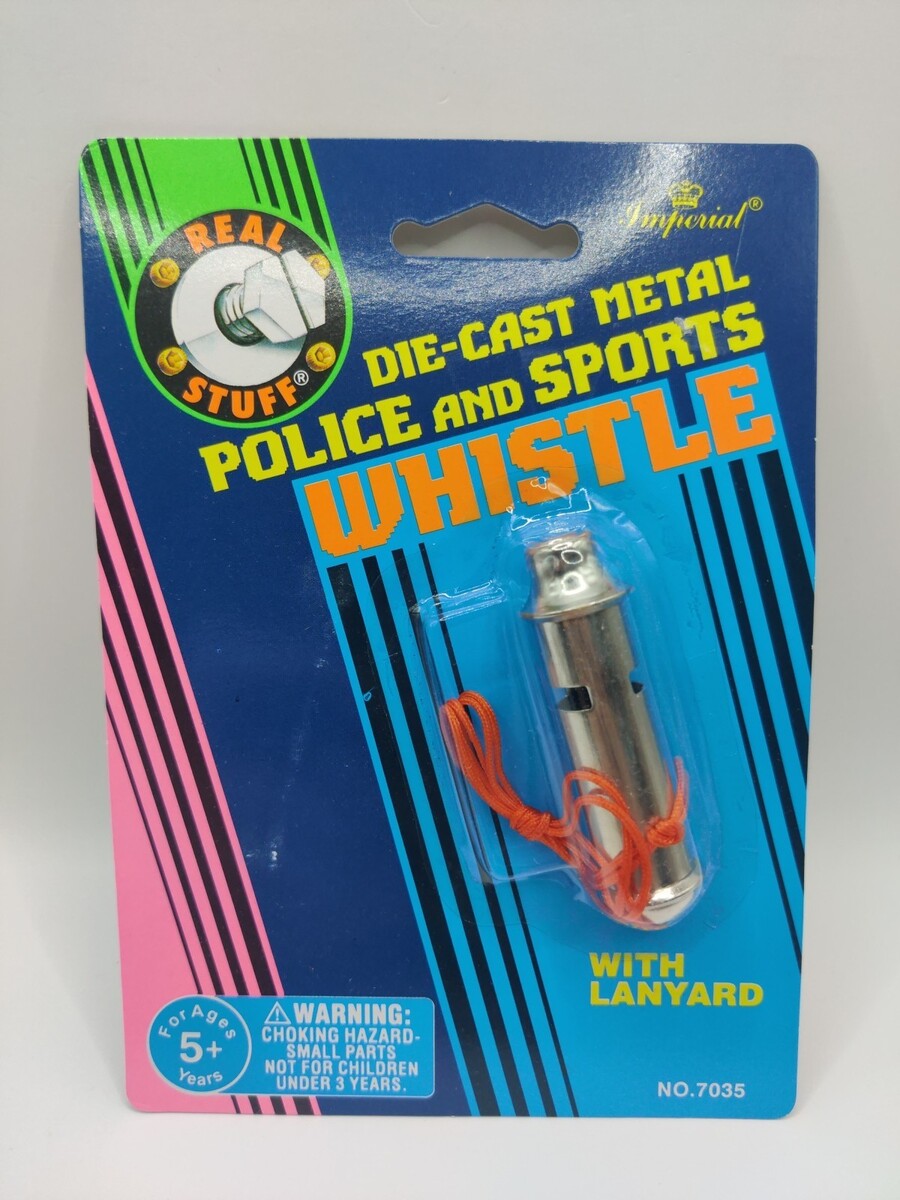 REAL
STUFF®
Imperial®
DIE-CAST METAL
POLICE AND SPORTS
WHISTLE
WITH
LANYARD
For Ages
5+
Years
WARNING:
CHOKING HAZARD-
SMALL PARTS
NOT FOR CHILDREN
UNDER 3 YEARS.
NO.7035